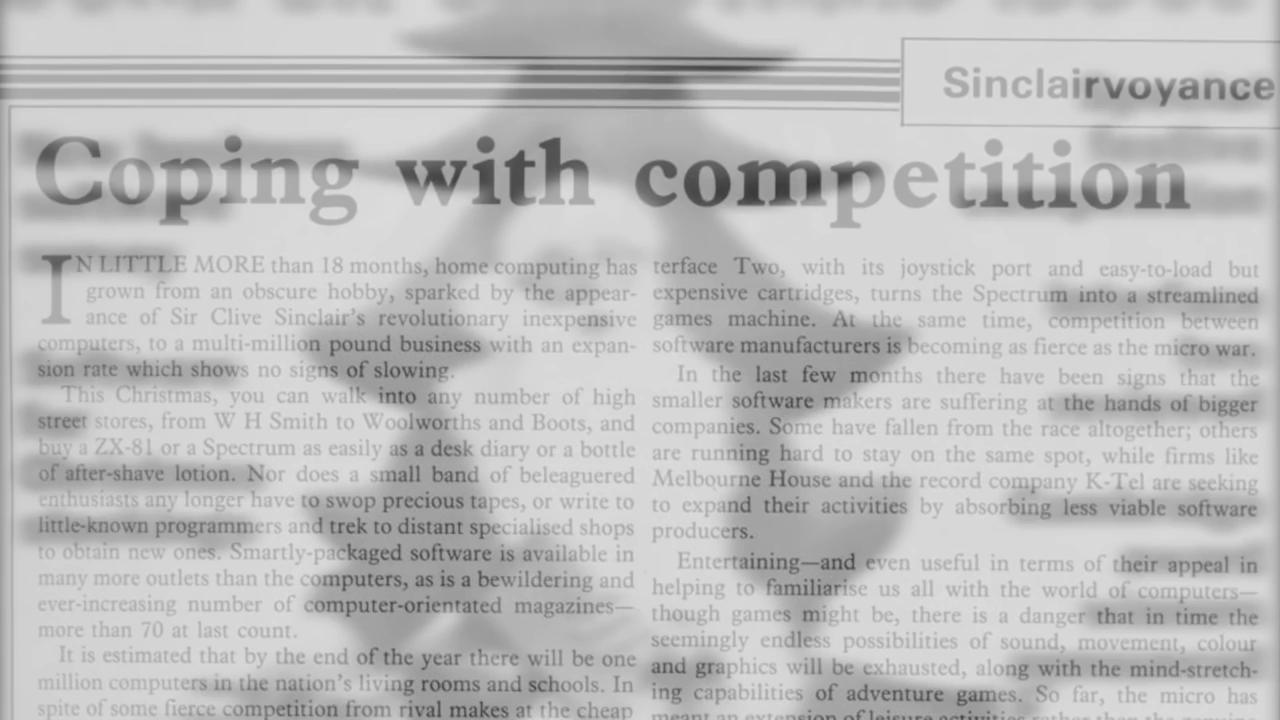 Sinclairvoyance
Coping with competition
IN LITTLE MORE than 18 months, home computing has
grown from an obscure hobby, sparked by the appear-
ance of Sir Clive Sinclair's revolutionary inexpensive
computers, to a multi-million pound business with an expan-
sion rate which shows no signs of slowing.
This Christmas, you can walk into any number of high
street stores, from W H Smith to Woolworths and Boots, and
buy a ZX-81 or a Spectrum as easily as a desk diary or a bottle
of after-shave lotion. Nor does a small band of beleaguered
enthusiasts any longer have to swop precious tapes, or write to
little-known programmers and trek to distant specialised shops
to obtain new ones. Smartly-packaged software is available in
many more outlets than the computers, as is a bewildering and
ever-increasing number of computer-orientated magazines—
more than 70 at last count.
It is estimated that by the end of the year there will be one
million computers in the nation's living rooms and schools. In
spite of some fierce competition from rival makes at the cheap
terface Two, with its joystick port and easy-to-load but
expensive cartridges, turns the Spectrum into a streamlined
games machine. At the same time, competition between
software manufacturers is becoming as fierce as the micro war.
In the last few months there have been signs that the
smaller software makers are suffering at the hands of bigger
companies. Some have fallen from the race altogether; others
are running hard to stay on the same spot, while firms like
Melbourne House and the record company K-Tel are seeking
to expand their activities by absorbing less viable software
producers.
Entertaining—and even useful in terms of their appeal in
helping to familiarise us all with the world of computers—
though games might be, there is a danger that in time the
seemingly endless possibilities of sound, movement, colour
and graphics will be exhausted, along with the mind-stretch-
ing capabilities of adventure games. So far, the micro has
meant an extension of leisure activities rather than